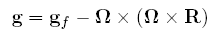 g = g_f − Ω × (Ω × R)